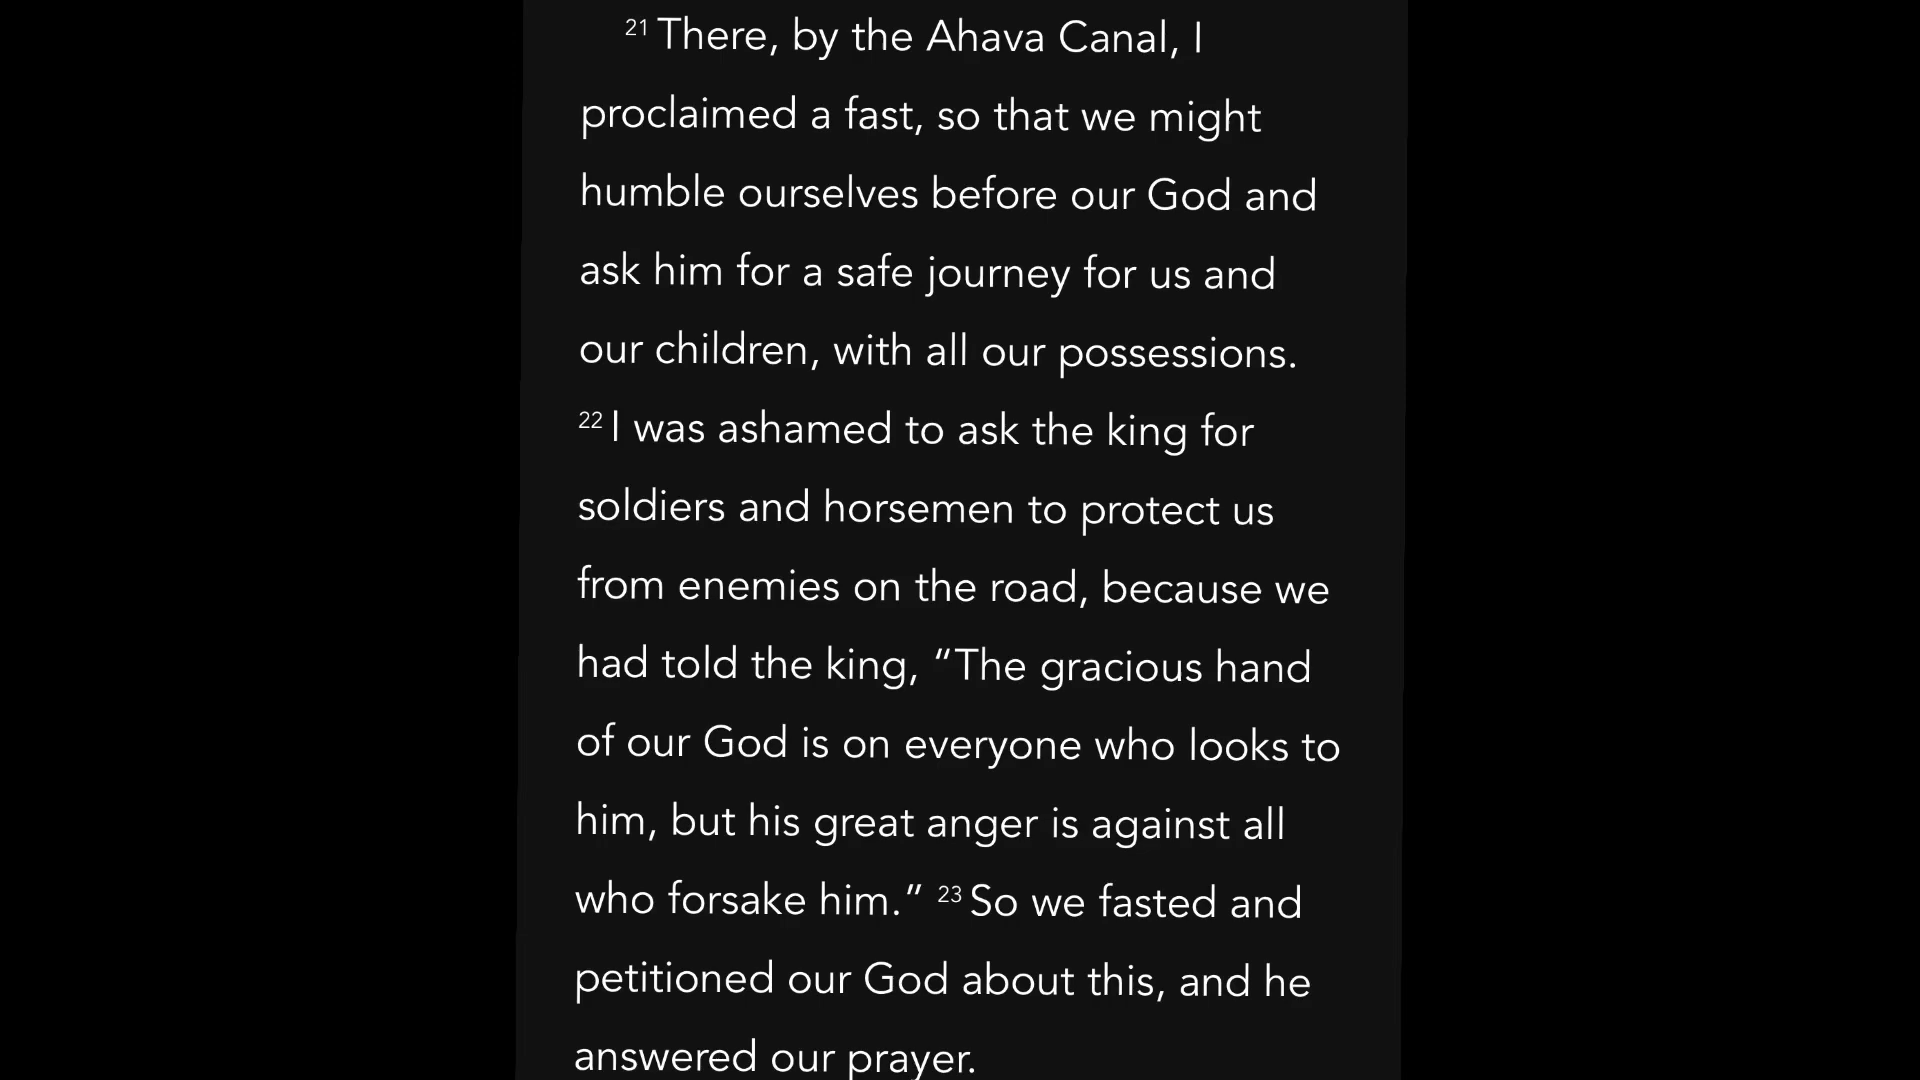 21 There, by the Ahava Canal, I
proclaimed a fast, so that we might
humble ourselves before our God and
ask him for a safe journey for us and
our children, with all our possessions.
22 I was ashamed to ask the king for
soldiers and horsemen to protect us
from enemies on the road, because we
had told the king, “The gracious hand
of our God is on everyone who looks to
him, but his great anger is against all
who forsake him.” 23 So we fasted and
petitioned our God about this, and he
answered our prayer.